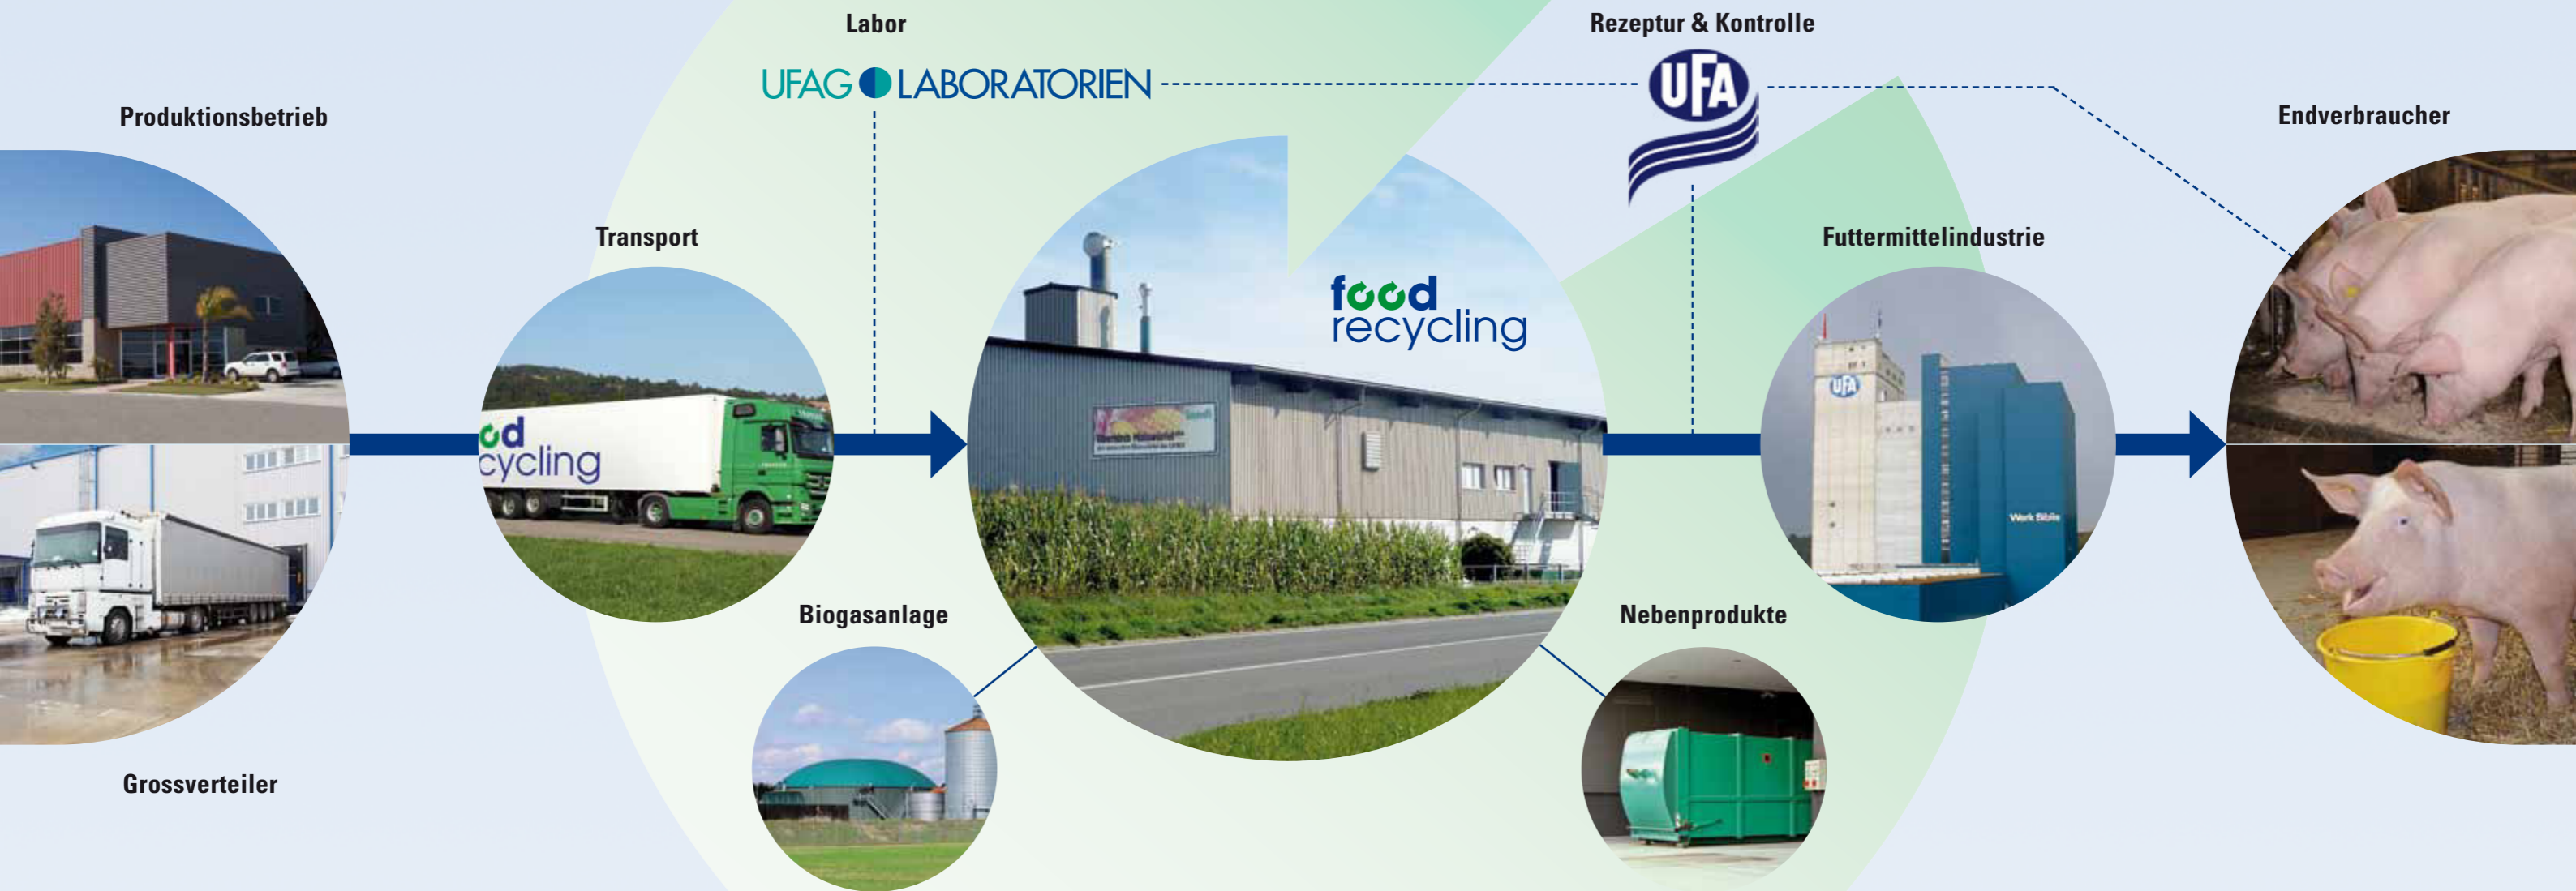 Labor
Rezeptur & Kontrolle
UFAG LABORATORIEN
UFA
Produktionsbetrieb
Endverbraucher
Transport
Futtermittelindustrie
food
recycling
UFA
od
cycling
Werk Biblis
Biogasanlage
Nebenprodukte
Grossverteiler